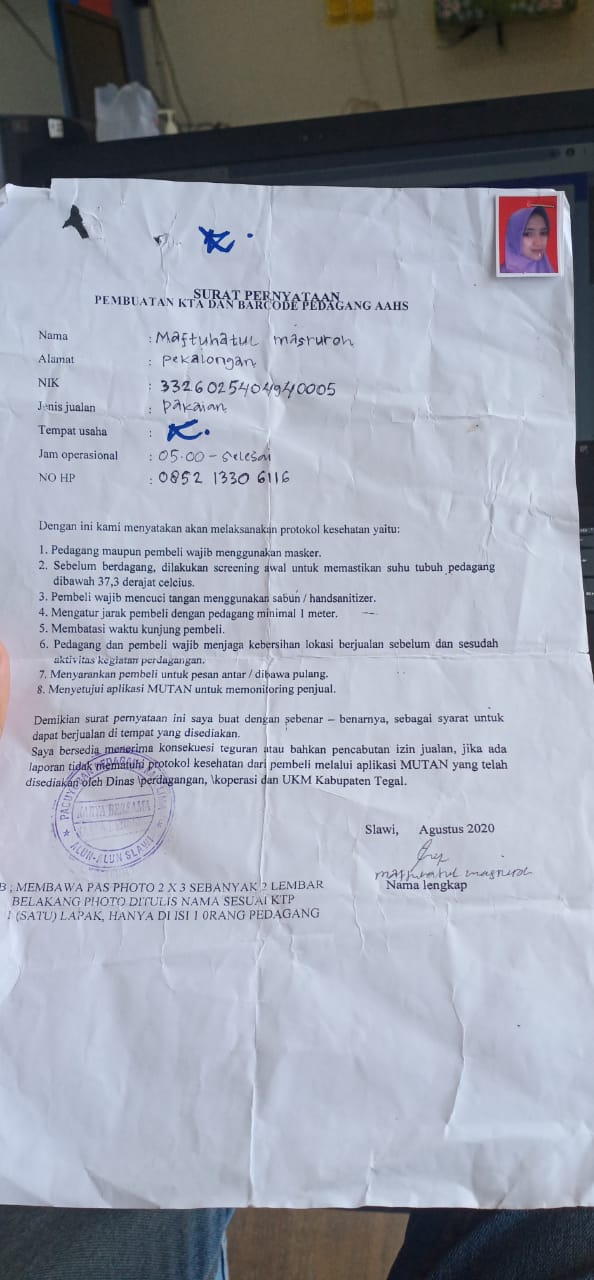 SURAT PERNYATAAN
PEMBUATAN KTA DAN BARCODE PEDAGANG AAHS
Nama : Maftuhatul masruroh
Alamat : pekalongan
NIK : 3326025404940005
Jenis jualan : pakaian
Tempat usaha : K.
Jam operasional : 05.00 - selesai
NO HP : 0852 1330 6116
Dengan ini kami menyatakan akan melaksanakan protokol kesehatan yaitu:
1. Pedagang maupun pembeli wajib menggunakan masker.
2. Sebelum berdagang, dilakukan screening awal untuk memastikan suhu tubuh pedagang
dibawah 37,3 derajat celcius.
3. Pembeli wajib mencuci tangan menggunakan sabun / handsanitizer.
4. Mengatur jarak pembeli dengan pedagang minimal 1 meter.
5. Membatasi waktu kunjung pembeli.
6. Pedagang dan pembeli wajib menjaga kebersihan lokasi berjualan sebelum dan sesudah
aktivitas kegiatan perdagangan.
7. Menyarankan pembeli untuk pesan antar / dibawa pulang.
8. Menyetujui aplikasi MUTAN untuk memonitoring penjual.
Demikian surat pernyataan ini saya buat dengan sebenar – benarnya, sebagai syarat untuk
dapat berjualan di tempat yang disediakan.
Saya bersedia menerima konsekuesi teguran atau bahkan pencabutan izin jualan, jika ada
laporan tidak mematuhi protokol kesehatan dari pembeli melalui aplikasi MUTAN yang telah
disediakan oleh Dinas \perdagangan, \koperasi dan UKM Kabupaten Tegal.
KARYA BERSAMA
ALUN-ALUN SLAWI
Slawi, Agustus 2020
maftuhatul masruroh
Nama lengkap
B ; MEMBAWA PAS PHOTO 2 X 3 SEBANYAK 2 LEMBAR
BELAKANG PHOTO DITULIS NAMA SESUAI KTP
1 (SATU) LAPAK, HANYA DI ISI 1 0RANG PEDAGANG